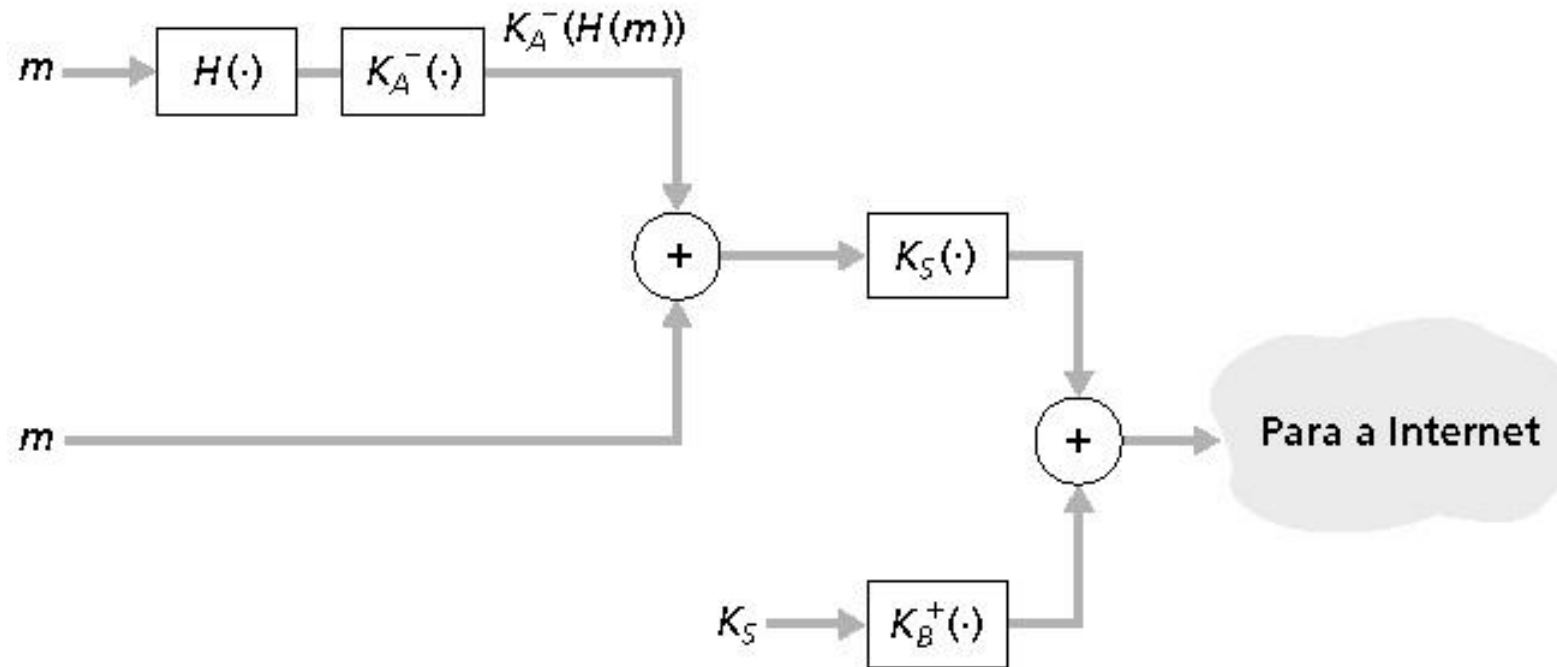 K_A^-(H(m))
m
H(·)
K_A^-(·)
+
K_S(·)
m
+
Para a Internet
K_S
K_B^+(·)